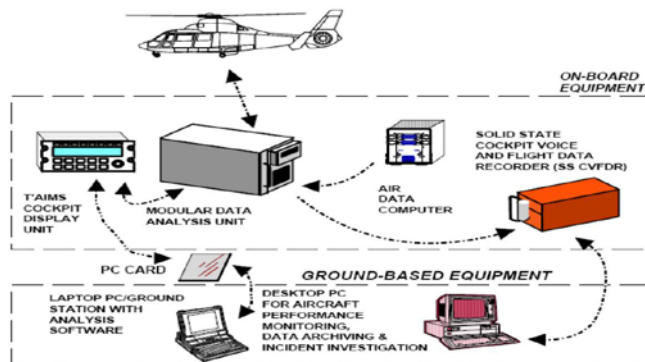 ON-BOARD
EQUIPMENT
T'AIMS
COCKPIT
DISPLAY
UNIT
MODULAR DATA
ANALYSIS UNIT
AIR
DATA
COMPUTER
SOLID STATE
COCKPIT VOICE
AND FLIGHT DATA
RECORDER (SS CVFDR)
PC CARD
GROUND-BASED EQUIPMENT
LAPTOP PC/GROUND
STATION WITH
ANALYSIS
SOFTWARE
DESKTOP PC
FOR AIRCRAFT
PERFORMANCE
MONITORING,
DATA ARCHIVING &
INCIDENT INVESTIGATION